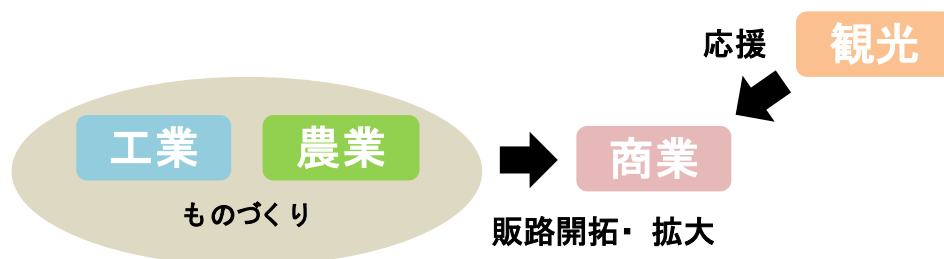 応援
観光
工業
農業
商業
ものづくり
販路開拓・拡大